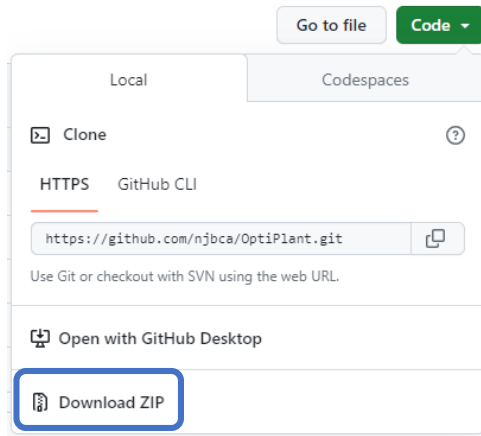 Go to file
Code
Local
Codespaces
Clone
HTTPS
GitHub CLI
https://github.com/njbca/OptiPlant.git
Use Git or checkout with SVN using the web URL.
Open with GitHub Desktop
Download ZIP